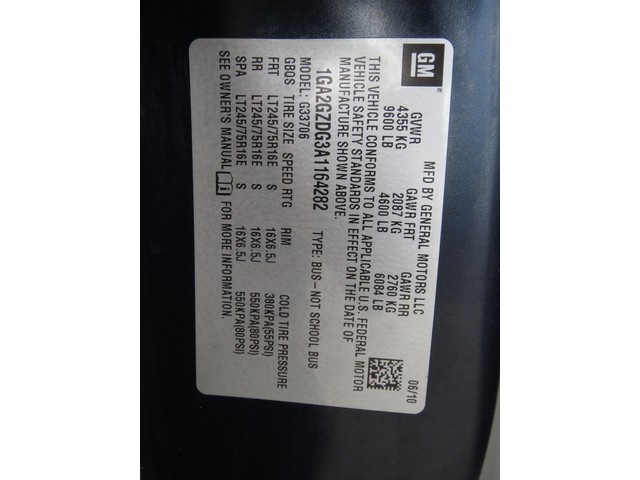 GM
MFD BY GENERAL MOTORS LLC 06/10
GVWR GAWR FRT GAWR RR
4355 KG 2087 KG 2760 KG
9600 LB 4600 LB 6084 LB
THIS VEHICLE CONFORMS TO ALL APPLICABLE U.S. FEDERAL MOTOR
VEHICLE SAFETY STANDARDS IN EFFECT ON THE DATE OF
MANUFACTURE SHOWN ABOVE.
1GA2GZDG3A1164282 TYPE: BUS-NOT SCHOOL BUS
MODEL: G33706
GBQS TIRE SIZE SPEED RTG RIM COLD TIRE PRESSURE
FRT LT245/75R16E S 16X6.5J 380KPA(55PSI)
RR LT245/75R16E S 16X6.5J 550KPA(80PSI)
SPA LT245/75R16E S 16X6.5J 550KPA(80PSI)
SEE OWNER'S MANUAL FOR MORE INFORMATION.